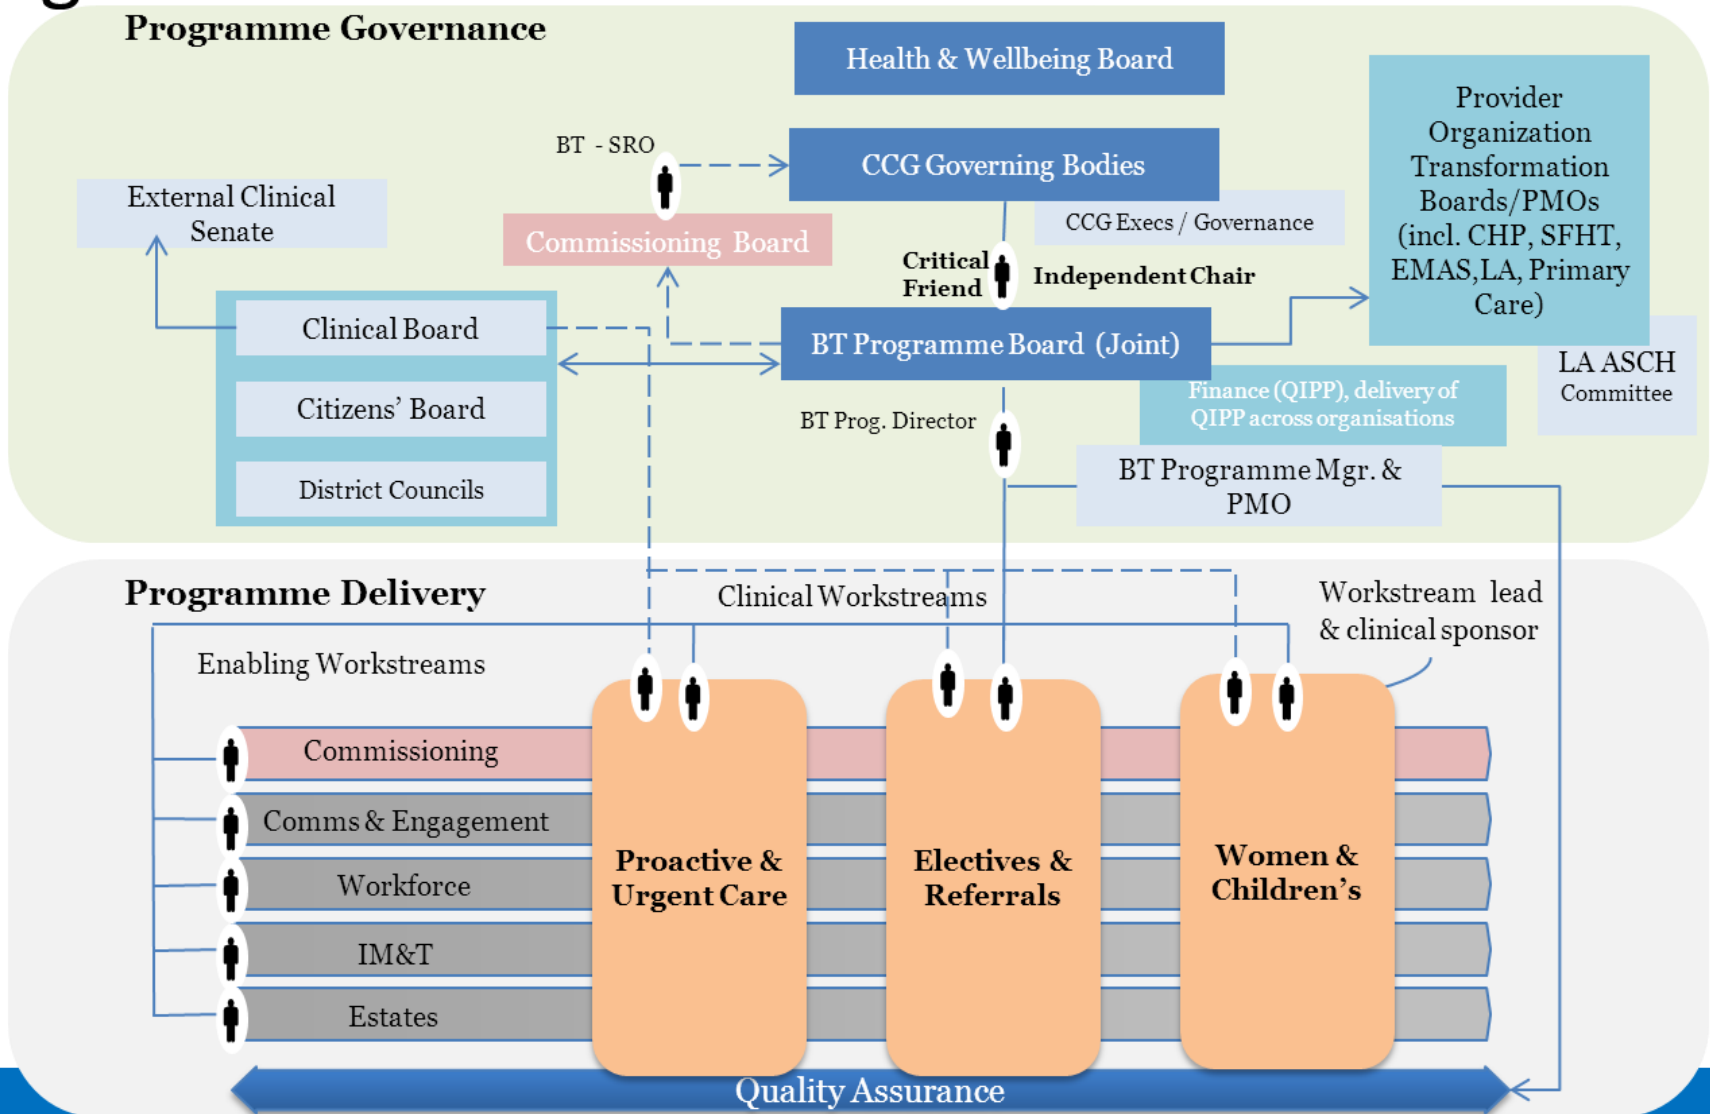 Programme Governance
Health & Wellbeing Board
Provider
Organization
Transformation
Boards/PMOs
(incl. CHP, SFHT,
EMAS,LA, Primary
Care)
BT - SRO
CCG Governing Bodies
External Clinical
Senate
CCG Execs / Governance
Commissioning Board
Critical
Friend
Independent Chair
Clinical Board
BT Programme Board (Joint)
LA ASCH
Committee
Citizens’ Board
Finance (QIPP), delivery of
QIPP across organisations
BT Prog. Director
District Councils
BT Programme Mgr. &
PMO
Programme Delivery
Clinical Workstreams
Workstream lead
& clinical sponsor
Enabling Workstreams
Commissioning
Comms & Engagement
Workforce
IM&T
Estates
Proactive &
Urgent Care
Electives &
Referrals
Women &
Children’s
Quality Assurance